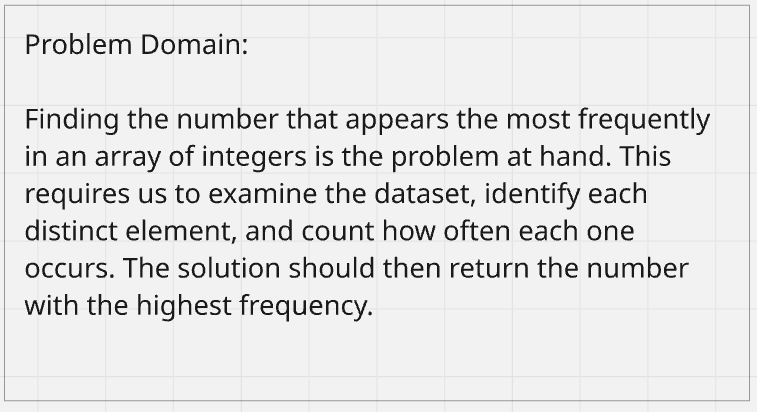 Problem Domain:
Finding the number that appears the most frequently
in an array of integers is the problem at hand. This
requires us to examine the dataset, identify each
distinct element, and count how often each one
occurs. The solution should then return the number
with the highest frequency.